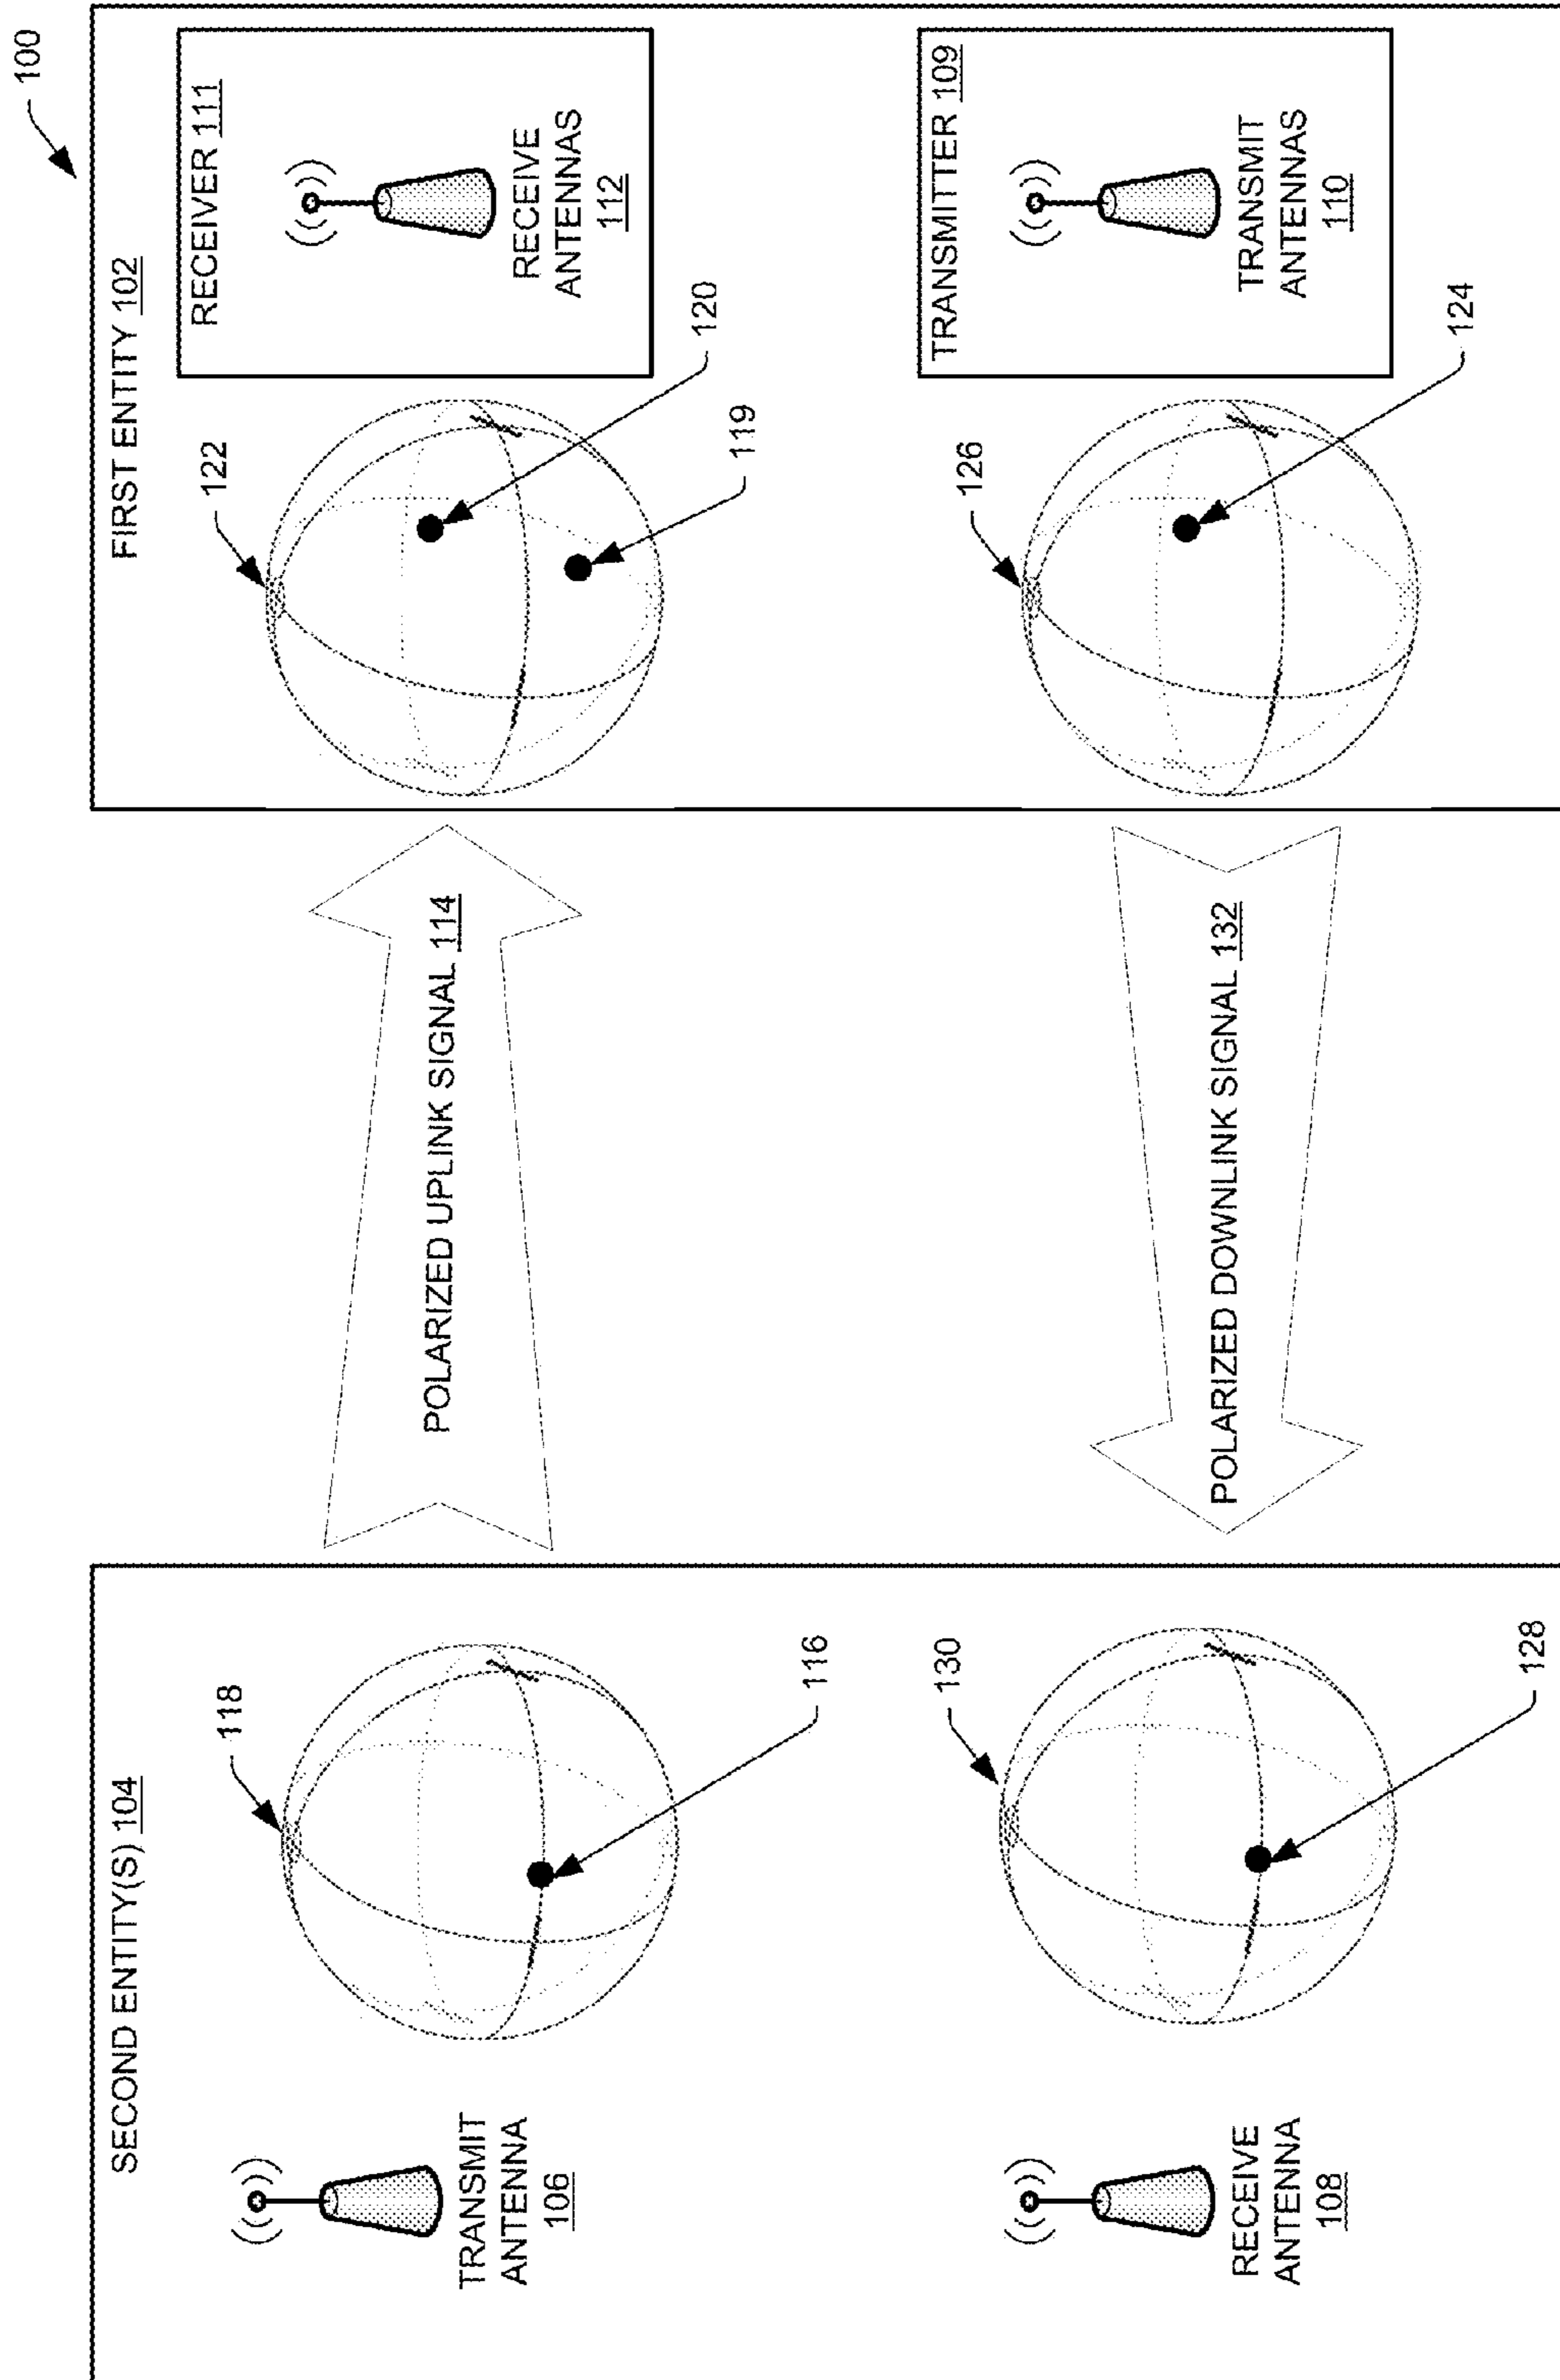 100
SECOND ENTITY(S) 104
118
TRANSMIT
ANTENNA
106
116
130
RECEIVE
ANTENNA
108
128
POLARIZED UPLINK SIGNAL 114
POLARIZED DOWNLINK SIGNAL 132
FIRST ENTITY 102
122
RECEIVER 111
RECEIVE
ANTENNAS
112
120
119
126
TRANSMITTER 109
TRANSMIT
ANTENNAS
110
124